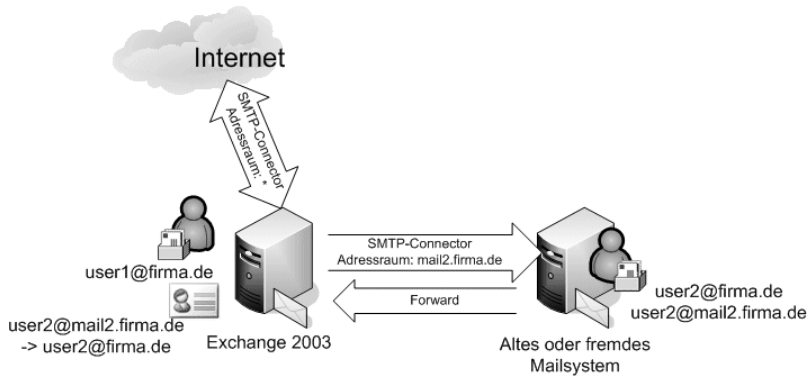 Internet
SMTP-Connector
Adressraum: *
user1@firma.de
SMTP-Connector
Adressraum: mail2.firma.de
Forward
user2@mail2.firma.de
-> user2@firma.de
Exchange 2003
user2@firma.de
user2@mail2.firma.de
Altes oder fremdes
Mailsystem